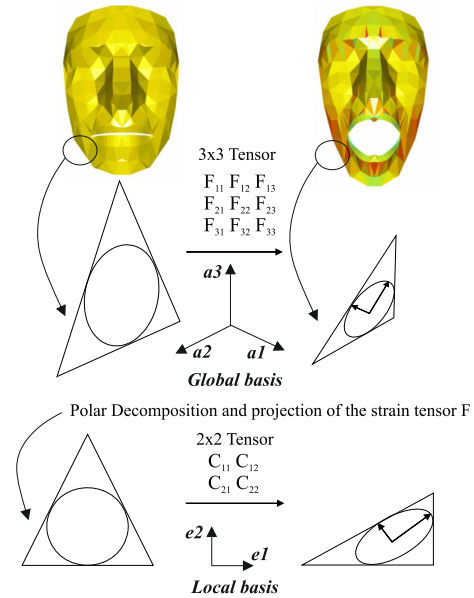 3x3 Tensor
F₁₁ F₁₂ F₁₃
F₂₁ F₂₂ F₂₃
F₃₁ F₃₂ F₃₃
a3
a2 a1
Global basis
Polar Decomposition and projection of the strain tensor F
2x2 Tensor
C₁₁ C₁₂
C₂₁ C₂₂
e2
e1
Local basis